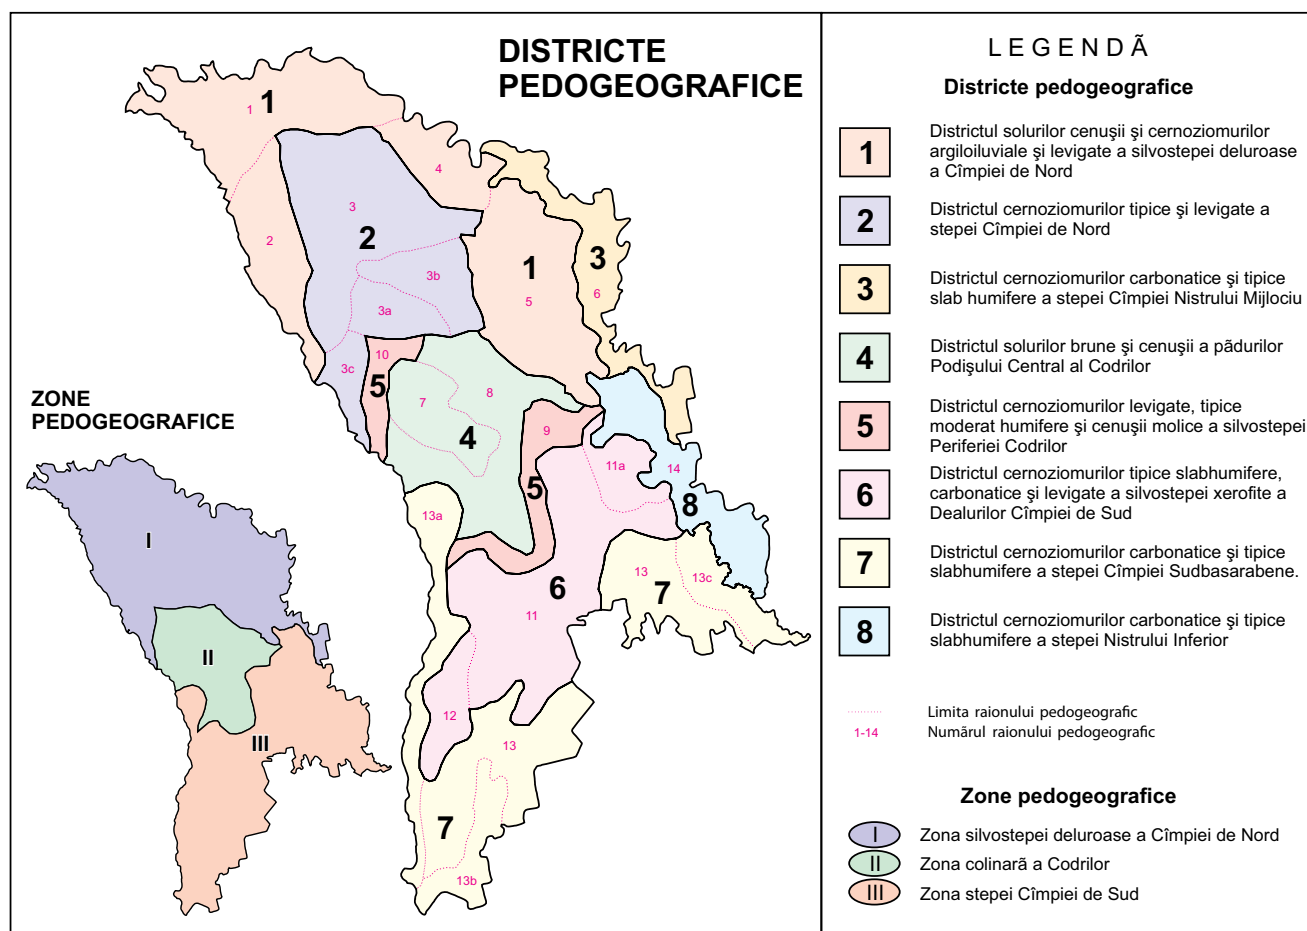 DISTRICTE
PEDOGEOGRAFICE
1
1
4
3
2
2
3b
3a
3c
1
5
3
6
10
5
7
8
4
9
5
11a
14
8
13a
6
11
13
7
13c
12
13
7
13b
ZONE
PEDOGEOGRAFICE
I
II
III
LEGENDÃ
Districte pedogeografice
1
Districtul solurilor cenuşii şi cernoziomurilor
argiloiluviale şi levigate a silvostepei deluroase
a Cîmpiei de Nord
2
Districtul cernoziomurilor tipice şi levigate a
stepei Cîmpiei de Nord
3
Districtul cernoziomurilor carbonatice şi tipice
slab humifere a stepei Cîmpiei Nistrului Mijlociu
4
Districtul solurilor brune şi cenuşii a pãdurilor
Podişului Central al Codrilor
5
Districtul cernoziomurilor levigate, tipice
moderat humifere şi cenuşii molice a silvostepei
Periferiei Codrilor
6
Districtul cernoziomurilor tipice slabhumifere,
carbonatice şi levigate a silvostepei xerofite a
Dealurilor Cîmpiei de Sud
7
Districtul cernoziomurilor carbonatice şi tipice
slabhumifere a stepei Cîmpiei Sudbasarabene.
8
Districtul cernoziomurilor carbonatice şi tipice
slabhumifere a stepei Nistrului Inferior
Limita raionului pedogeografic
1-14 Numãrul raionului pedogeografic
Zone pedogeografice
I Zona silvostepei deluroase a Cîmpiei de Nord
II Zona colinarã a Codrilor
III Zona stepei Cîmpiei de Sud